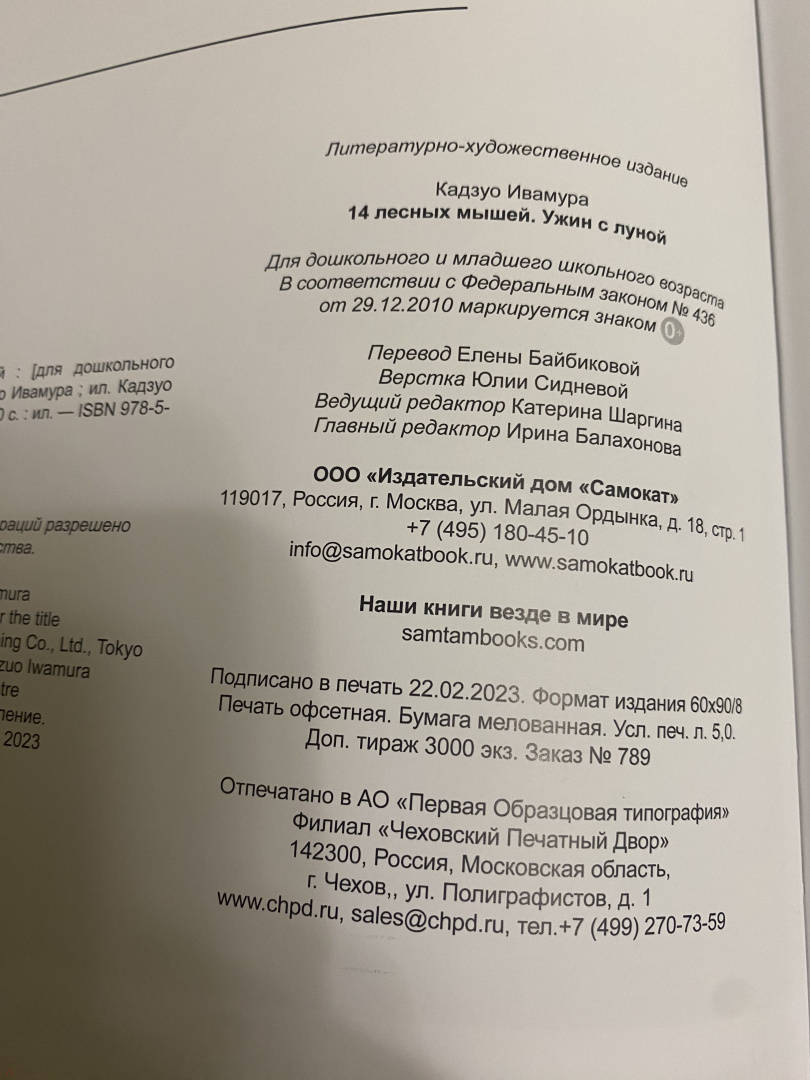 й : [для дошкольного
о Ивамура ; ил. Кадзуо
0 с. : ил. — ISBN 978-5-
раций разрешено
ства.
mura
r the title
ing Co., Ltd., Tokyo
zuo Iwamura
tre
ление.
2023
Литературно-художественное издание
Кадзуо Ивамура
14 лесных мышей. Ужин с луной
Для дошкольного и младшего школьного возраста
В соответствии с Федеральным законом № 436
от 29.12.2010 маркируется знаком 0+
Перевод Елены Байбиковой
Верстка Юлии Сидневой
Ведущий редактор Катерина Шаргина
Главный редактор Ирина Балахонова
ООО «Издательский дом «Самокат»
119017, Россия, г. Москва, ул. Малая Ордынка, д. 18, стр. 1
+7 (495) 180-45-10
info@samokatbook.ru, www.samokatbook.ru
Наши книги везде в мире
samtambooks.com
Подписано в печать 22.02.2023. Формат издания 60х90/8
Печать офсетная. Бумага мелованная. Усл. печ. л. 5,0.
Доп. тираж 3000 экз. Заказ № 789
Отпечатано в АО «Первая Образцовая типография»
Филиал «Чеховский Печатный Двор»
142300, Россия, Московская область,
г. Чехов,, ул. Полиграфистов, д. 1
www.chpd.ru, sales@chpd.ru, тел.+7 (499) 270-73-59